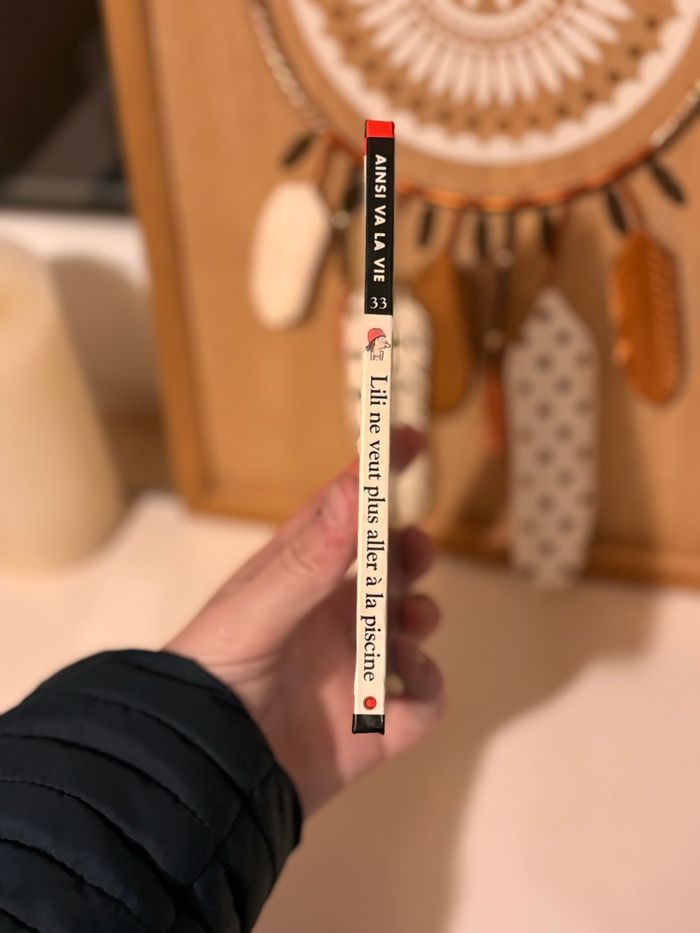 AINSI VA LA VIE
33
Lili ne veut plus aller à la piscine